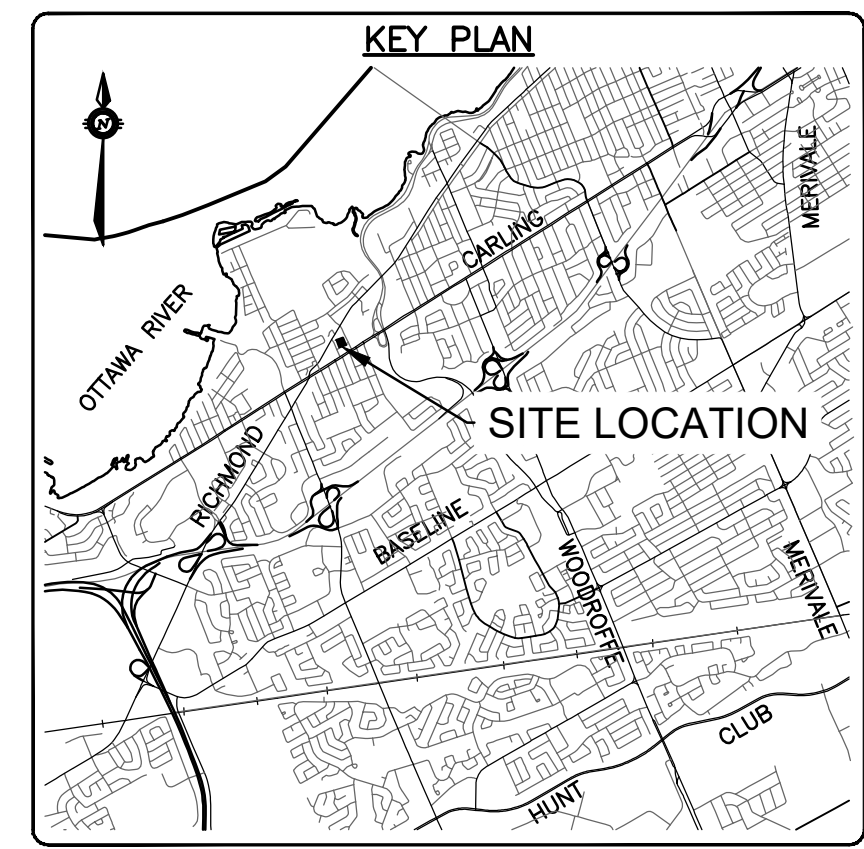 KEY PLAN
N
MERIVALE
CARLING
OTTAWA RIVER
SITE LOCATION
RICHMOND
BASELINE
WOODROFFE
MERIVALE
CLUB
HUNT